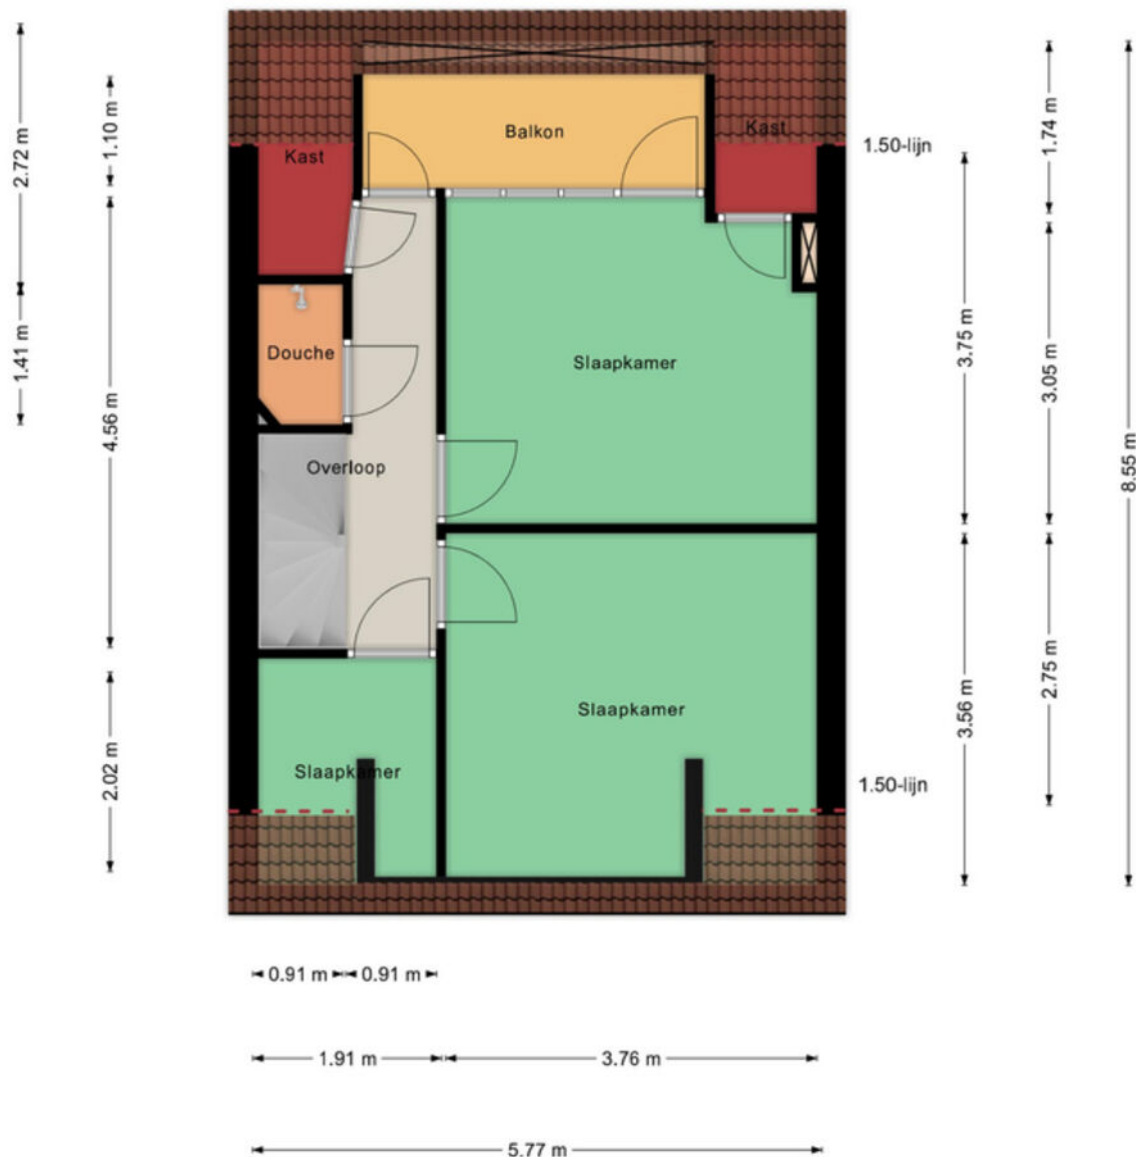 Balkon
Kast
Kast
1.50-lijn
Douche
Slaapkamer
Overloop
Slaapkamer
Slaapkamer
1.50-lijn
2.72 m
1.10 m
1.41 m
4.56 m
2.02 m
1.74 m
3.75 m
3.05 m
8.55 m
3.56 m
2.75 m
0.91 m
0.91 m
1.91 m
3.76 m
5.77 m